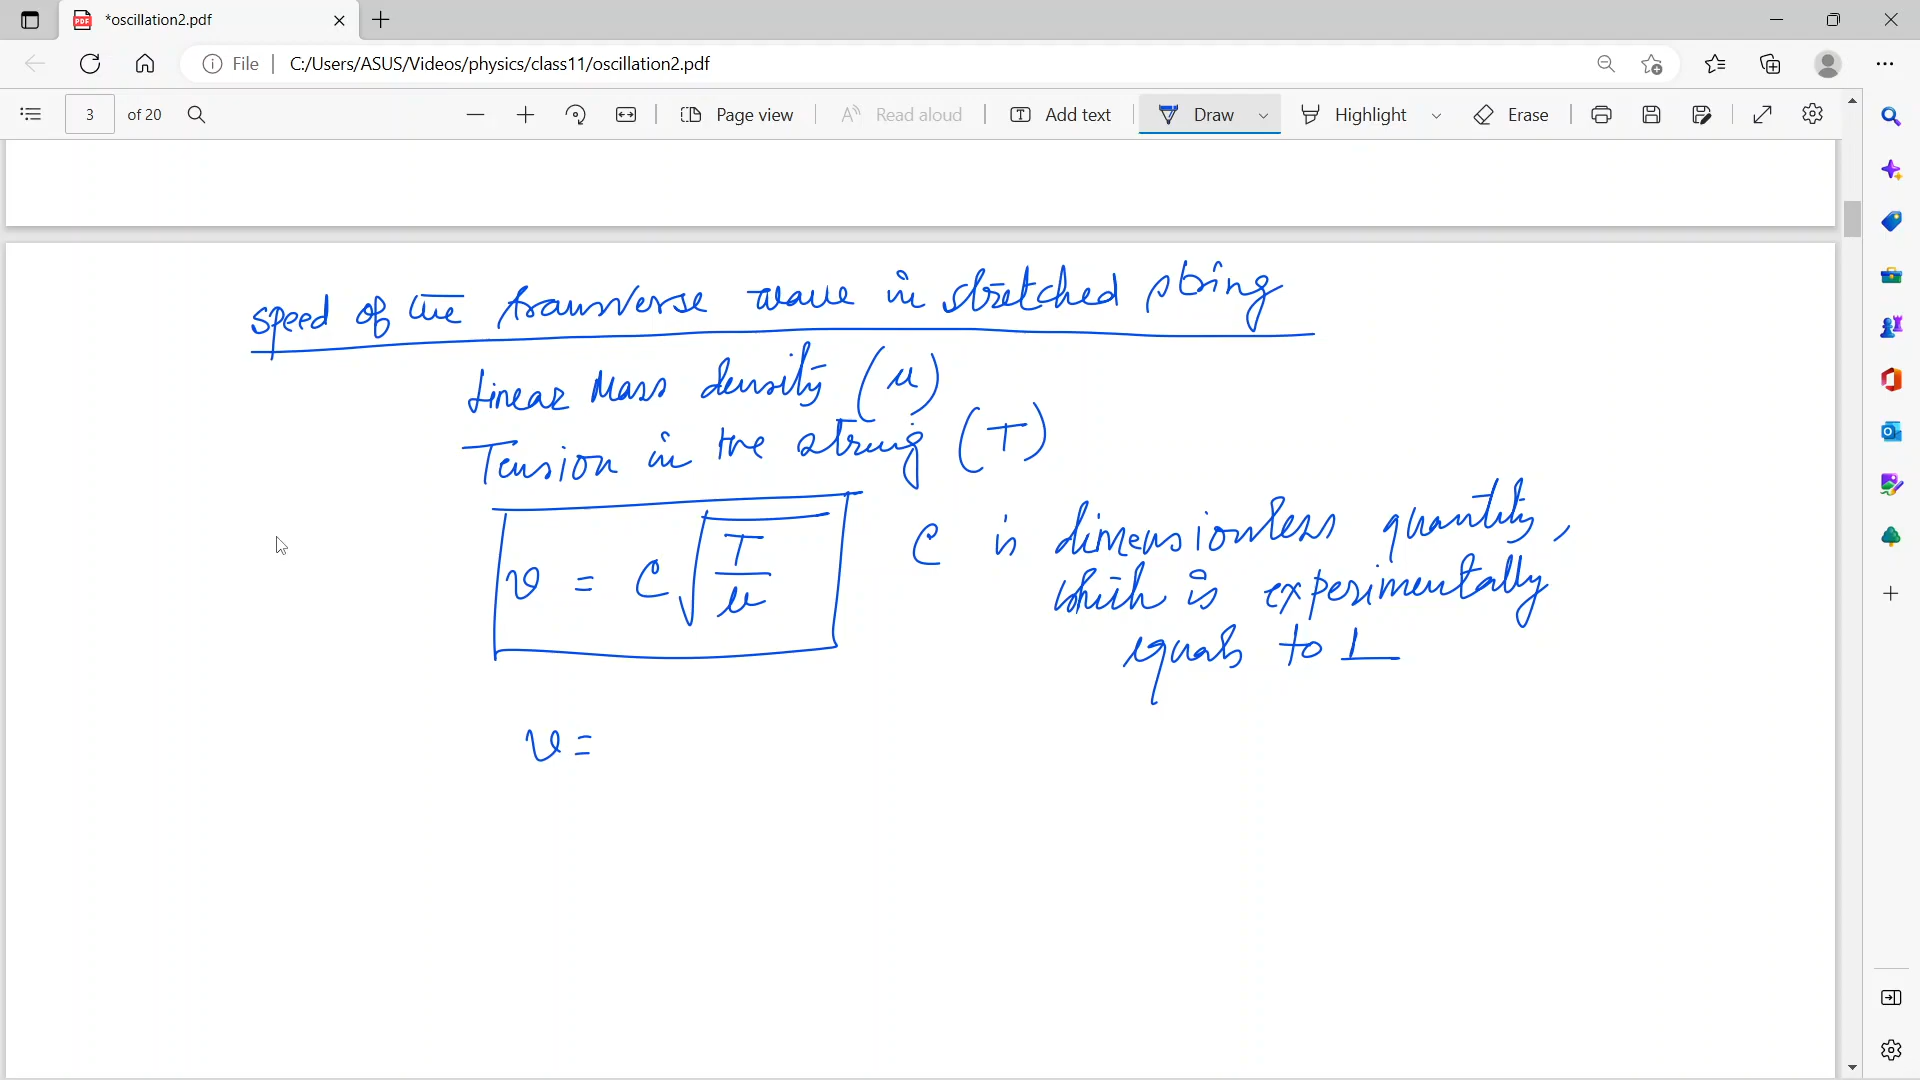 *oscillation2.pdf
File C:/Users/ASUS/Videos/physics/class11/oscillation2.pdf
3 of 20 Page view Read aloud Add text Draw Highlight Erase
speed of the transverse wave in stretched string
Linear Mass density (μ)
Tension in the string (T)
v = C√(T/μ)
C is dimensionless quantity,
which is experimentally
equals to 1
v =